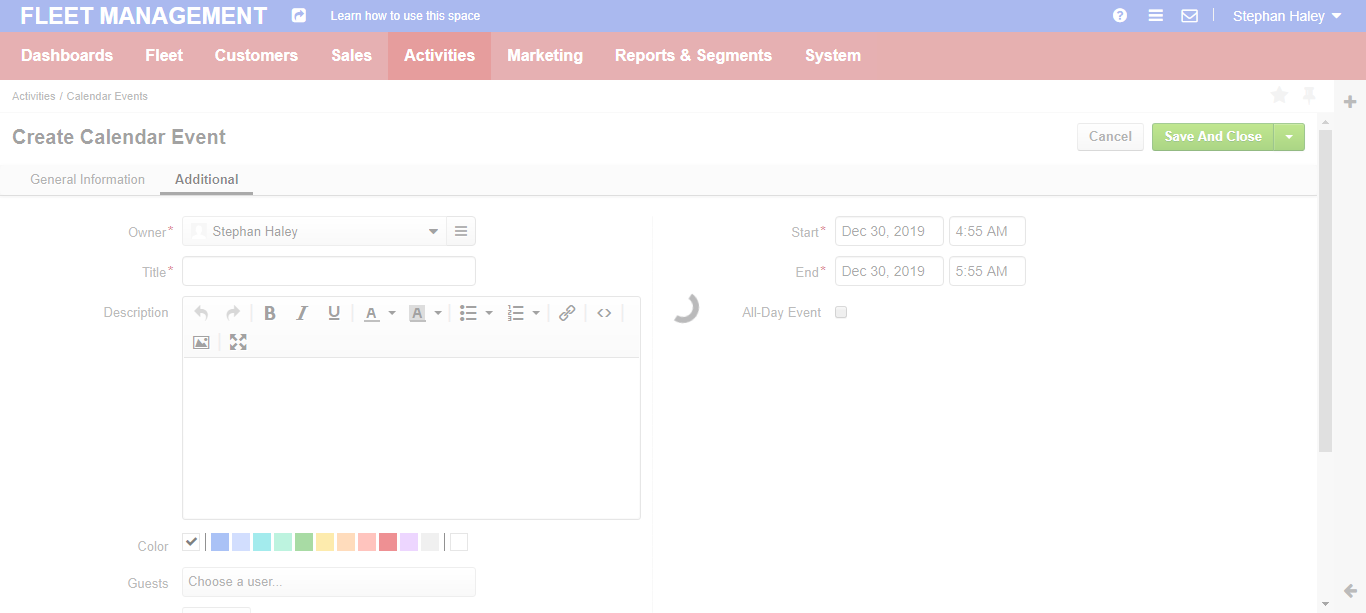 FLEET MANAGEMENT Learn how to use this space Stephan Haley
Dashboards Fleet Customers Sales Activities Marketing Reports & Segments System
Activities / Calendar Events
Create Calendar Event
Cancel Save And Close
General Information Additional
Owner* Stephan Haley
Title*
Description
B I U A A
Color
Guests Choose a user...
Start* Dec 30, 2019 4:55 AM
End* Dec 30, 2019 5:55 AM
All-Day Event